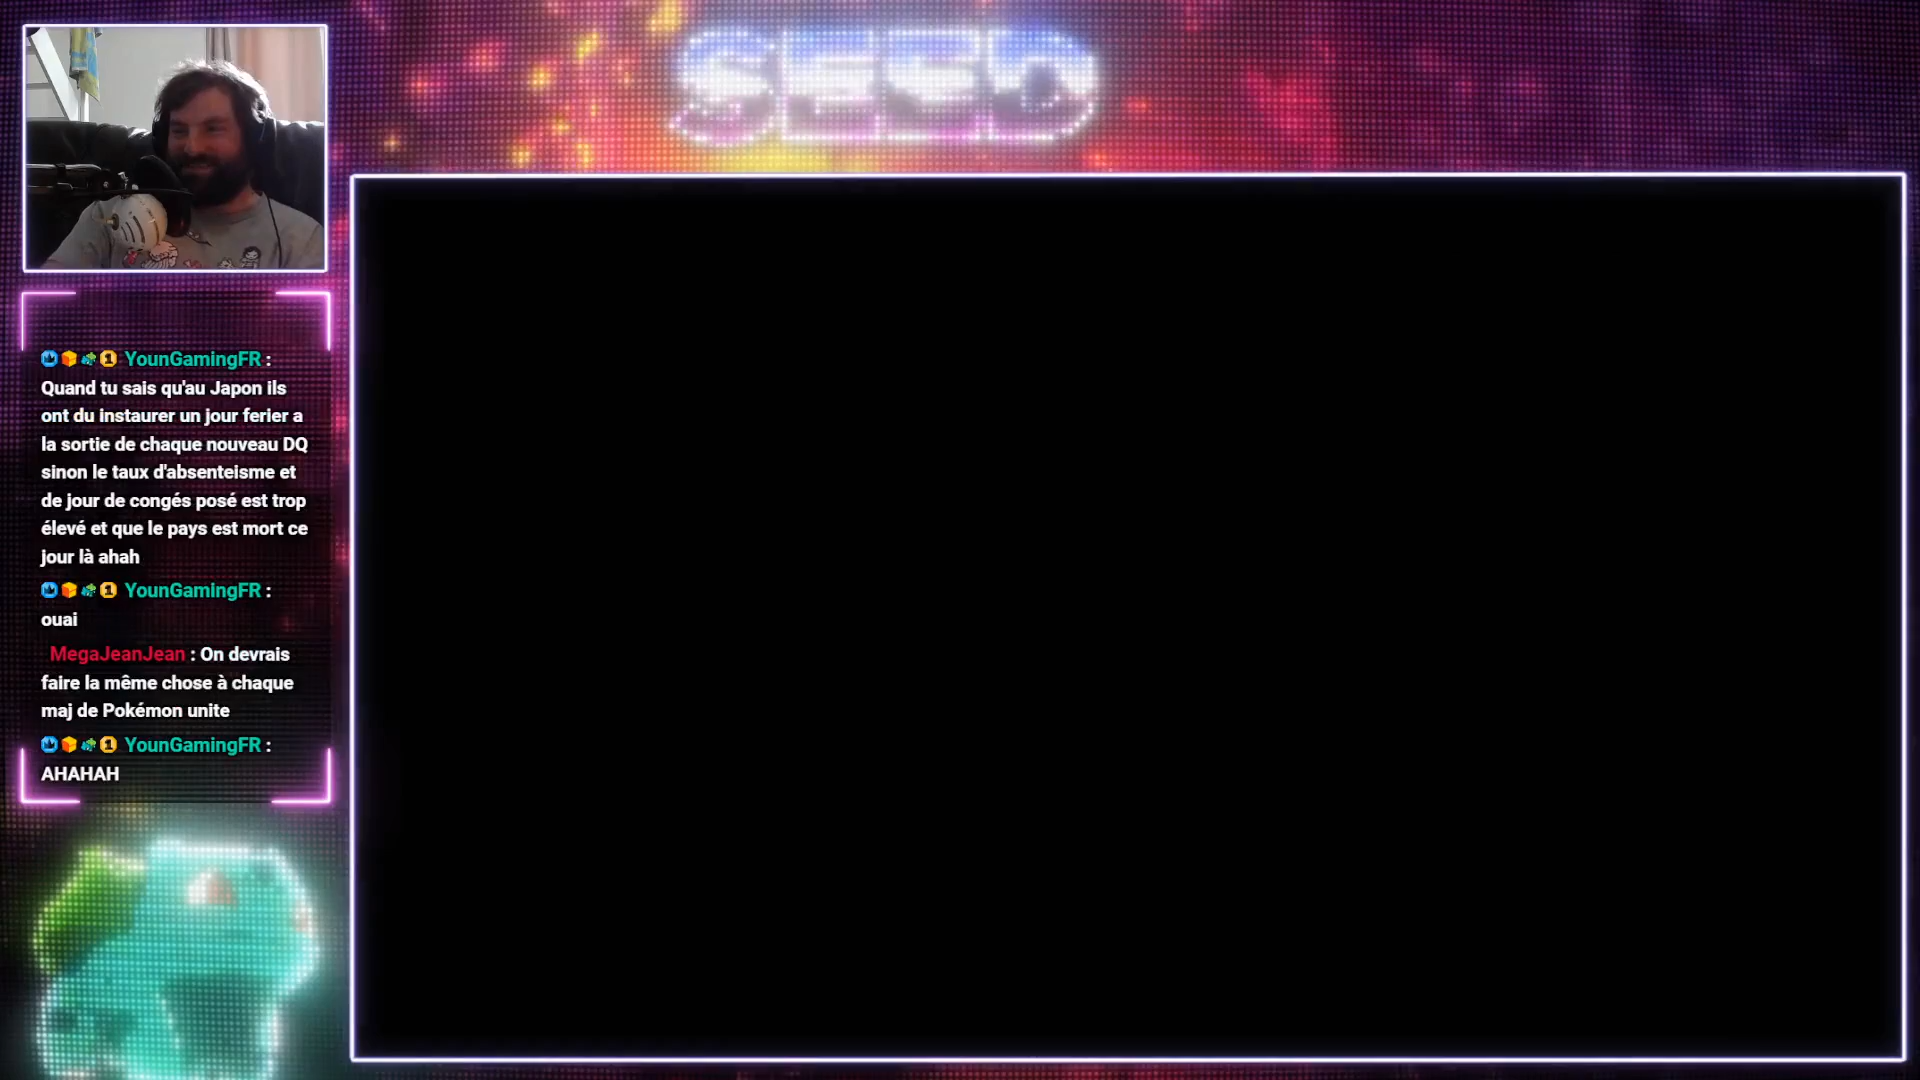 SEED
YounGamingFR :
Quand tu sais qu'au Japon ils
ont du instaurer un jour ferier a
la sortie de chaque nouveau DQ
sinon le taux d'absenteisme et
de jour de congés posé est trop
élevé et que le pays est mort ce
jour là ahah
YounGamingFR :
ouai
MegaJeanJean : On devrais
faire la même chose à chaque
maj de Pokémon unite
YounGamingFR :
AHAHAH